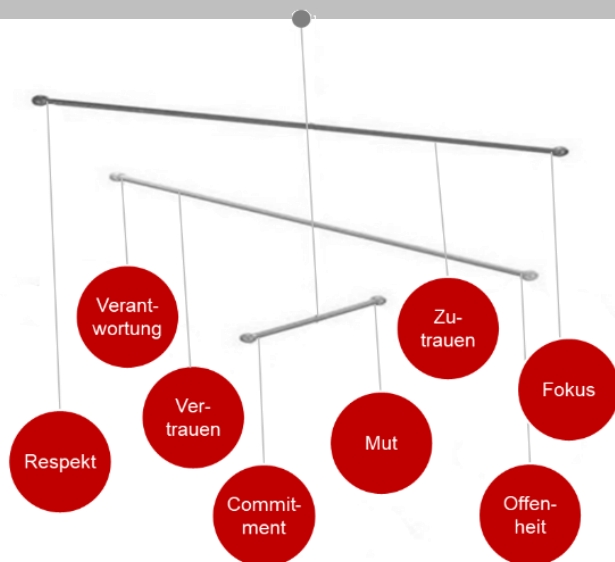 Verant-
wortung
Zu-
trauen
Ver-
trauen
Fokus
Respekt
Mut
Commit-
ment
Offen-
heit